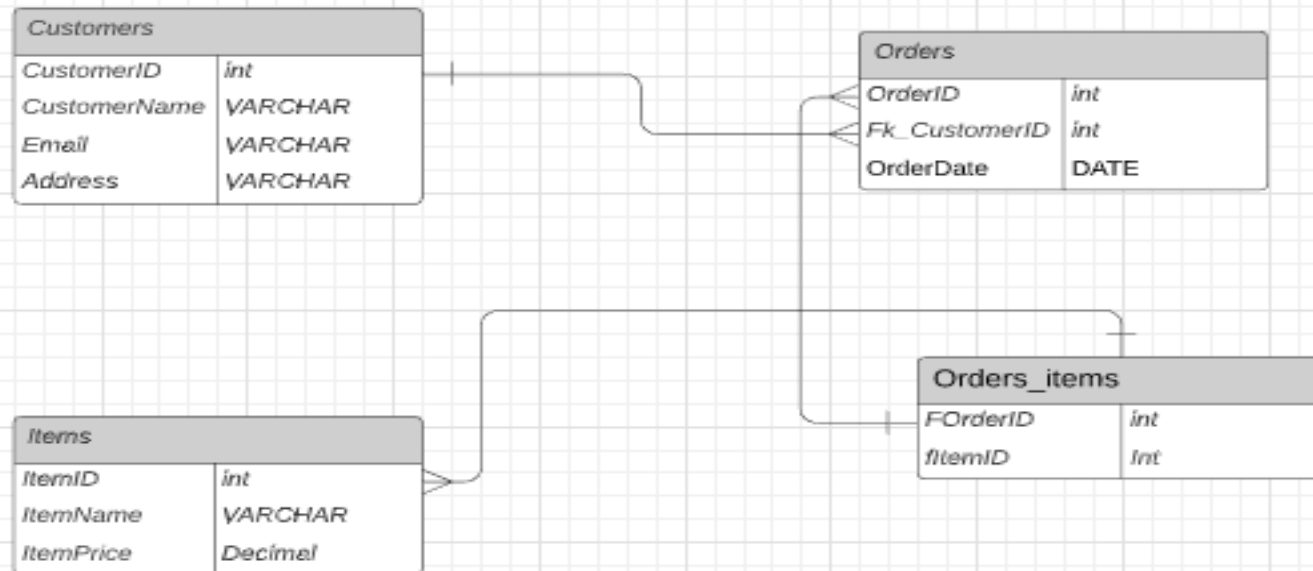 Customers
CustomerID int
CustomerName VARCHAR
Email VARCHAR
Address VARCHAR
Orders
OrderID int
Fk_CustomerID int
OrderDate DATE
Orders_items
FOrderID int
fItemID Int
Items
ItemID int
ItemName VARCHAR
ItemPrice Decimal